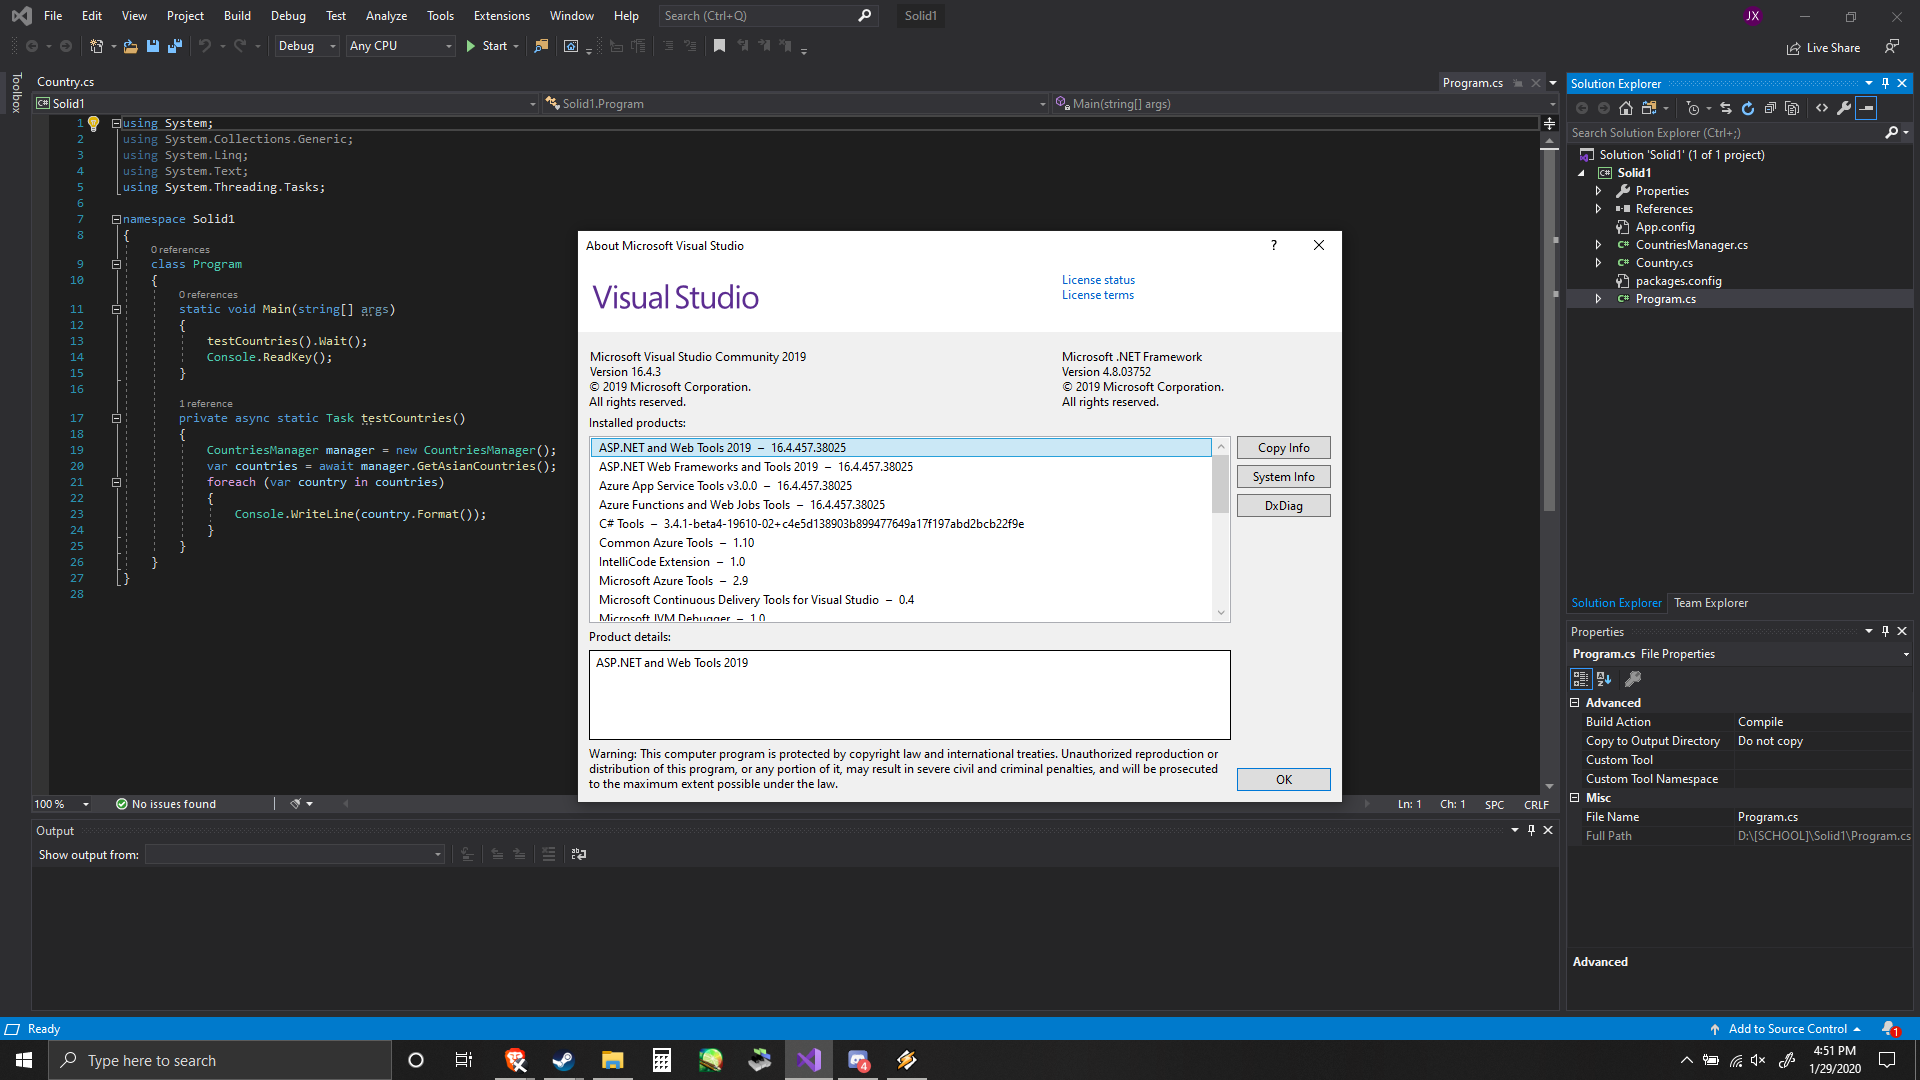 File Edit View Project Build Debug Test Analyze Tools Extensions Window Help Search (Ctrl+Q) Solid1 JX
Debug Any CPU Start Live Share
Toolbox
Country.cs Program.cs
C# Solid1 Solid1.Program Main(string[] args)
1 using System;
2 using System.Collections.Generic;
3 using System.Linq;
4 using System.Text;
5 using System.Threading.Tasks;
6
7 namespace Solid1
8 {
0 references
9 class Program
10 {
0 references
11 static void Main(string[] args)
12 {
13 testCountries().Wait();
14 Console.ReadKey();
15 }
16
1 reference
17 private async static Task testCountries()
18 {
19 CountriesManager manager = new CountriesManager();
20 var countries = await manager.GetAsianCountries();
21 foreach (var country in countries)
22 {
23 Console.WriteLine(country.Format());
24 }
25 }
26 }
27 }
28
100 % No issues found Ln: 1 Ch: 1 SPC CRLF
Output
Show output from:
About Microsoft Visual Studio ?
Visual Studio
License status
License terms
Microsoft Visual Studio Community 2019
Version 16.4.3
© 2019 Microsoft Corporation.
All rights reserved.
Microsoft .NET Framework
Version 4.8.03752
© 2019 Microsoft Corporation.
All rights reserved.
Installed products:
ASP.NET and Web Tools 2019 – 16.4.457.38025
ASP.NET Web Frameworks and Tools 2019 – 16.4.457.38025
Azure App Service Tools v3.0.0 – 16.4.457.38025
Azure Functions and Web Jobs Tools – 16.4.457.38025
C# Tools – 3.4.1-beta4-19610-02+c4e5d138903b899477649a17f197abd2bcb22f9e
Common Azure Tools – 1.10
IntelliCode Extension – 1.0
Microsoft Azure Tools – 2.9
Microsoft Continuous Delivery Tools for Visual Studio – 0.4
Microsoft JVM Debugger – 1.0
Copy Info
System Info
DxDiag
Product details:
ASP.NET and Web Tools 2019
Warning: This computer program is protected by copyright law and international treaties. Unauthorized reproduction or
distribution of this program, or any portion of it, may result in severe civil and criminal penalties, and will be prosecuted
to the maximum extent possible under the law.
OK
Solution Explorer
Search Solution Explorer (Ctrl+;)
Solution 'Solid1' (1 of 1 project)
C# Solid1
Properties
References
App.config
C# CountriesManager.cs
C# Country.cs
packages.config
C# Program.cs
Solution Explorer Team Explorer
Properties
Program.cs File Properties
Advanced
Build Action Compile
Copy to Output Directory Do not copy
Custom Tool
Custom Tool Namespace
Misc
File Name Program.cs
Full Path D:\[SCHOOL]\Solid1\Program.cs
Advanced
Ready Add to Source Control 1
Type here to search 4 4:51 PM
1/29/2020